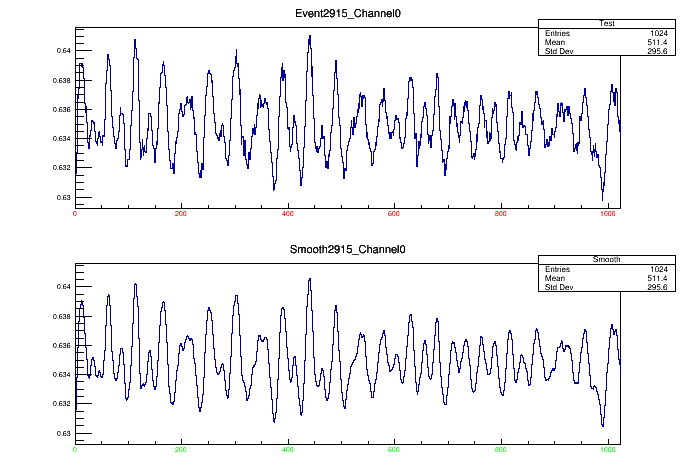 Event2915_Channel0
Test
Entries 1024
Mean 511.4
Std Dev 295.6
0.64
0.638
0.636
0.634
0.632
0.63
0 200 400 600 800 1000
Smooth2915_Channel0
Smooth
Entries 1024
Mean 511.4
Std Dev 295.6
0.64
0.638
0.636
0.634
0.632
0.63
0 200 400 600 800 1000